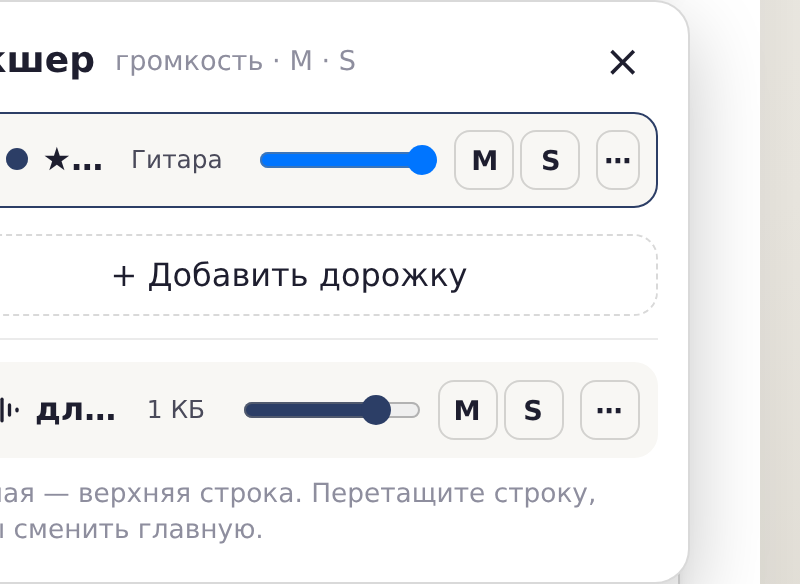 кшер громкость · M · S ×
★... Гитара M S ...
+ Добавить дорожку
дл... 1 КБ M S ...
ная — верхняя строка. Перетащите строку,
ы сменить главную.